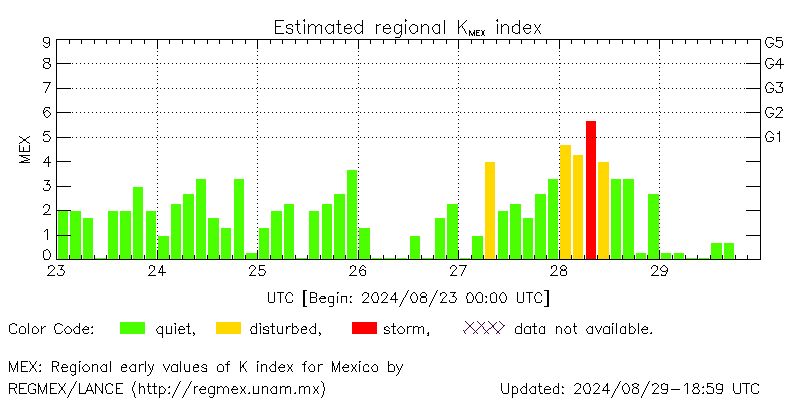 Estimated regional KMEX index
9 G5
8 G4
7 G3
6 G2
5 G1
4
3
2
1
0
MEX
23 24 25 26 27 28 29
UTC [Begin: 2024/08/23 00:00 UTC]
Color Code: quiet, disturbed, storm, data not available.
MEX: Regional early values of K index for Mexico by
REGMEX/LANCE (http://regmex.unam.mx) Updated: 2024/08/29-18:59 UTC